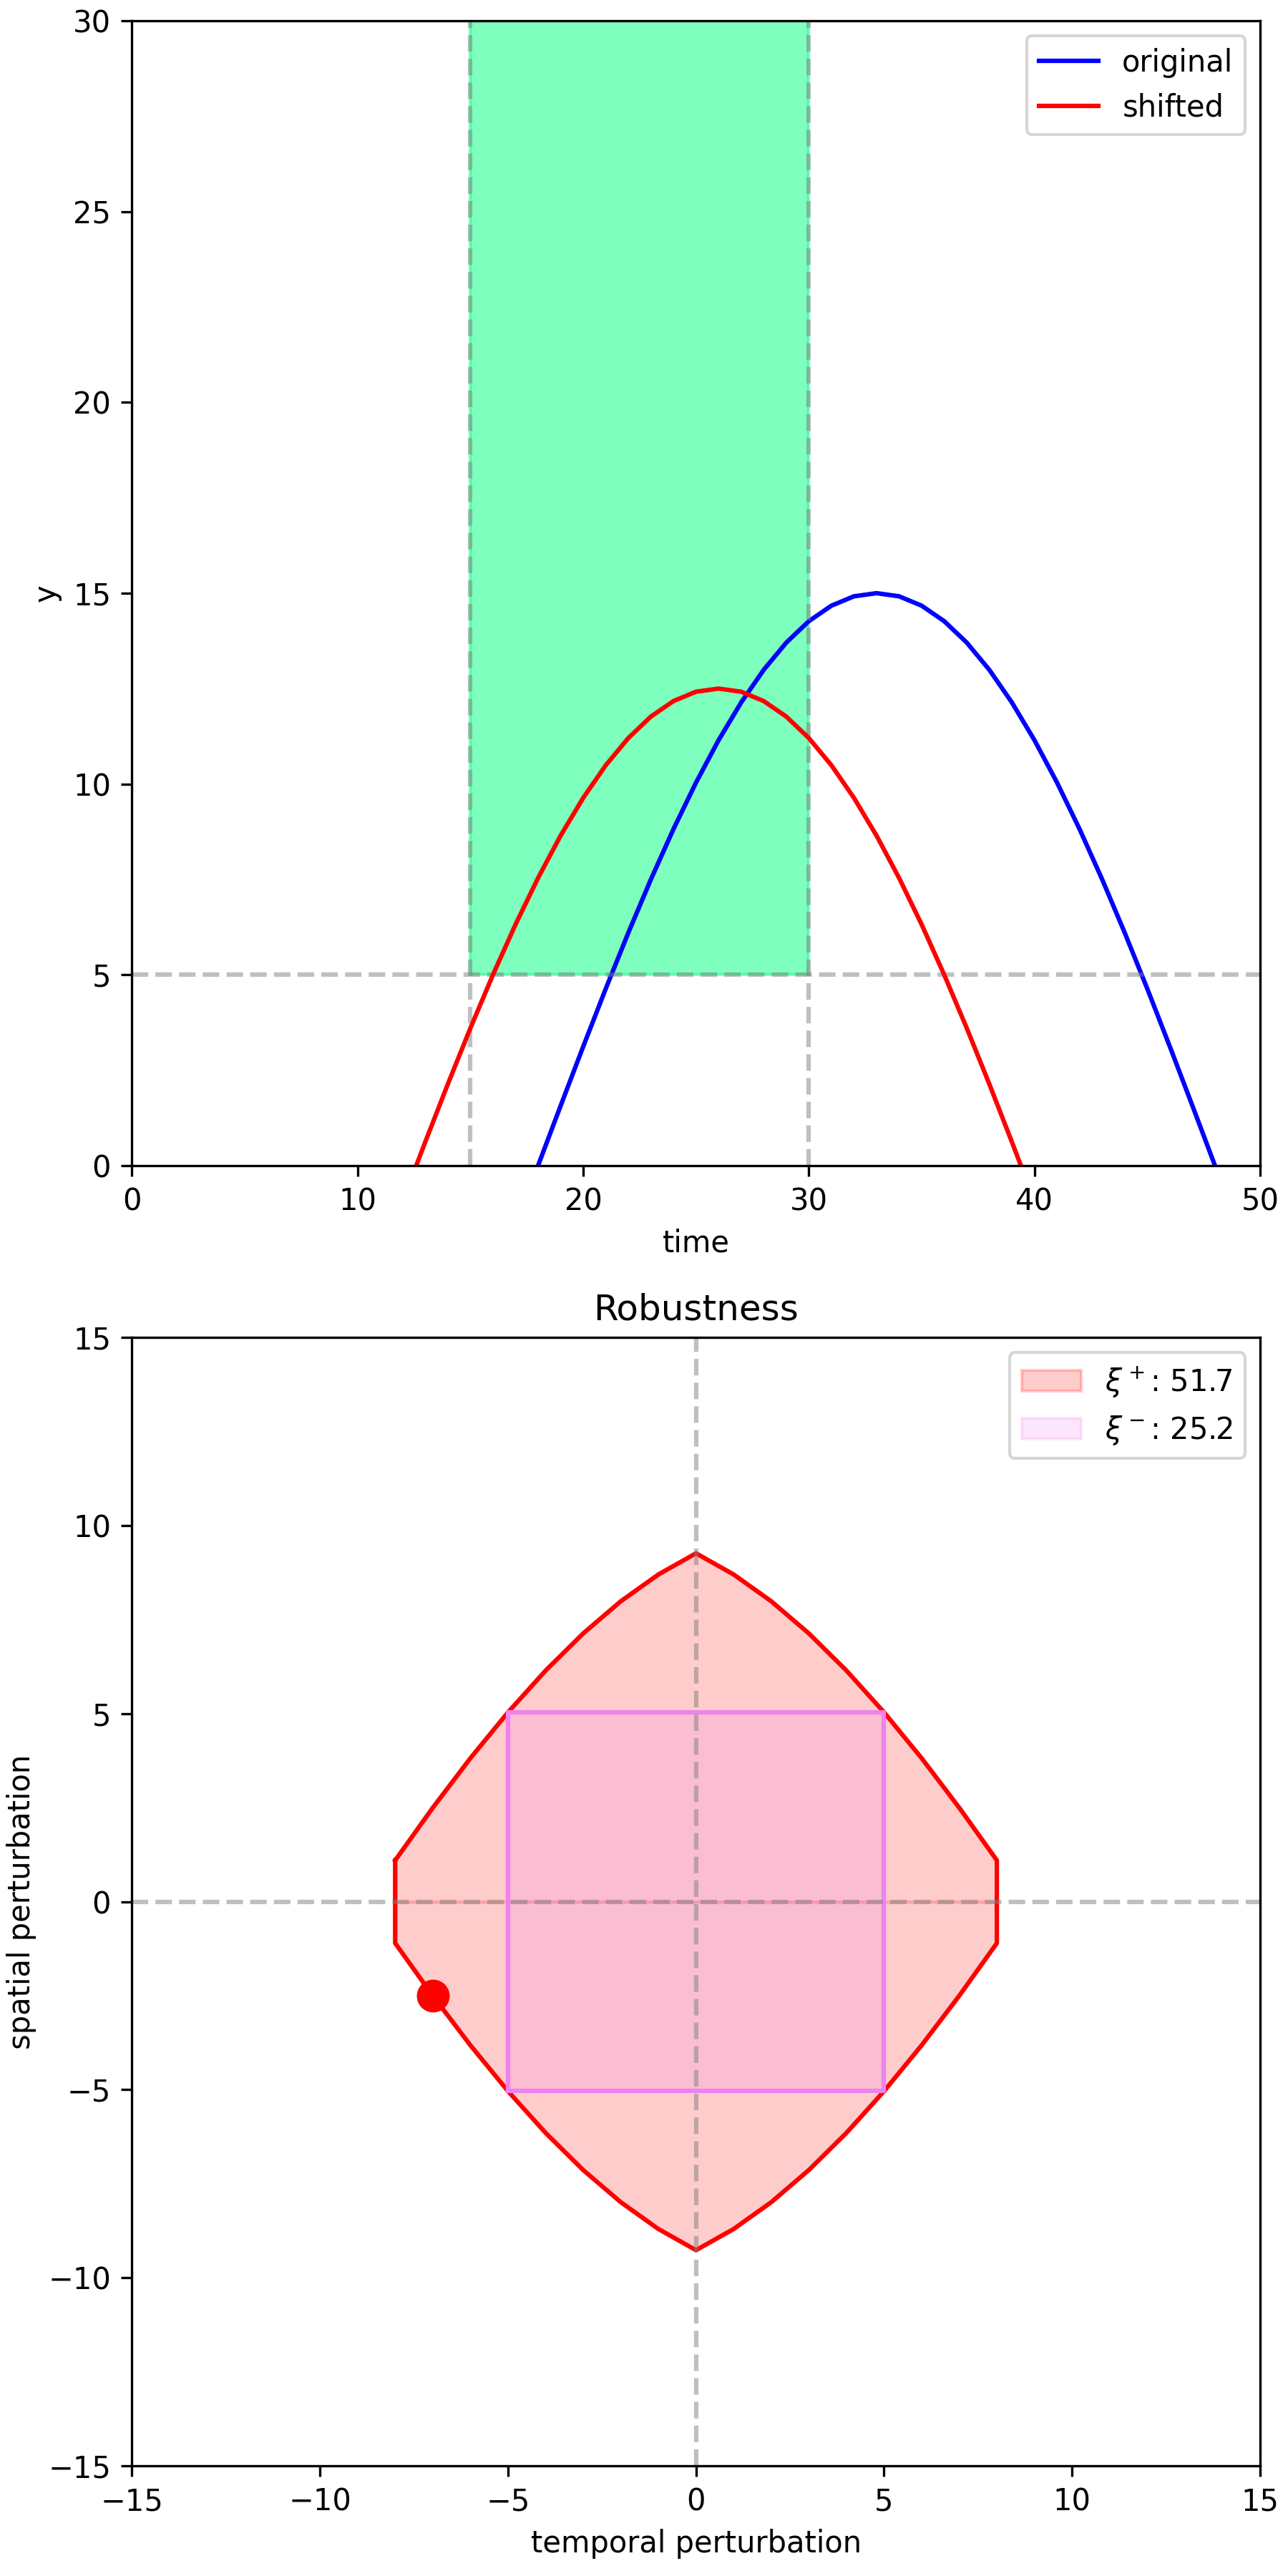 30
25
20
15
10
5
0
y
original
shifted
0 10 20 30 40 50
time
Robustness
15
10
5
0
−5
−10
−15
spatial perturbation
ξ⁺: 51.7
ξ⁻: 25.2
−15 −10 −5 0 5 10 15
temporal perturbation